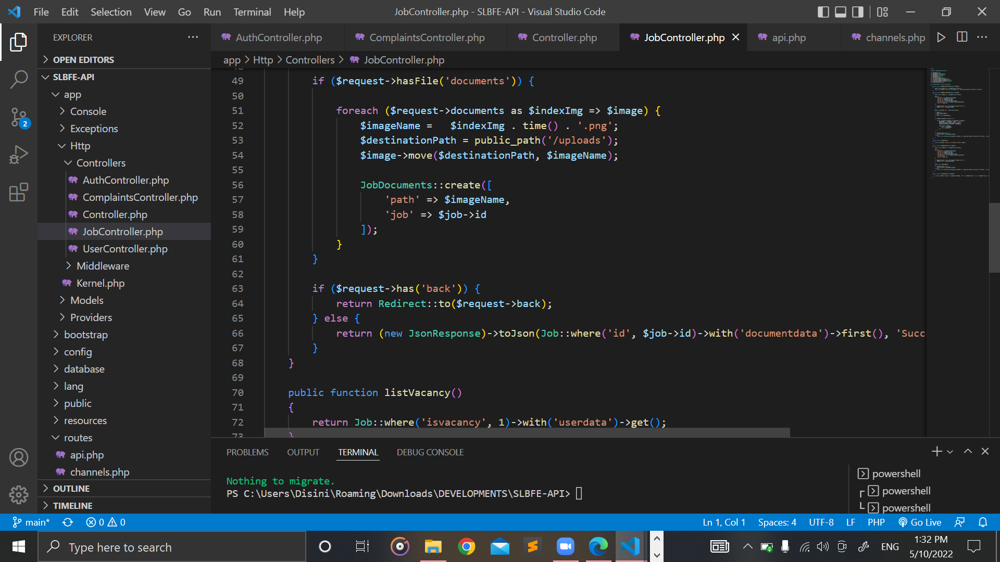 File Edit Selection View Go Run Terminal Help
JobController.php - SLBFE-API - Visual Studio Code
EXPLORER
OPEN EDITORS
SLBFE-API
app
Console
Exceptions
Http
Controllers
AuthController.php
ComplaintsController.php
Controller.php
JobController.php
UserController.php
Middleware
Kernel.php
Models
Providers
bootstrap
config
database
lang
public
resources
routes
api.php
channels.php
OUTLINE
TIMELINE
2
AuthController.php ComplaintsController.php Controller.php JobController.php api.php channels.php
app > Http > Controllers > JobController.php
49 if ($request->hasFile('documents')) {
50
51 foreach ($request->documents as $indexImg => $image) {
52 $imageName = $indexImg . time() . '.png';
53 $destinationPath = public_path('/uploads');
54 $image->move($destinationPath, $imageName);
55
56 JobDocuments::create([
57 'path' => $imageName,
58 'job' => $job->id
59 ]);
60 }
61 }
62
63 if ($request->has('back')) {
64 return Redirect::to($request->back);
65 } else {
66 return (new JsonResponse)->toJson(Job::where('id', $job->id)->with('documentdata')->first(), 'Succ
67 }
68 }
69
70 public function listVacancy()
71 {
72 return Job::where('isvacancy', 1)->with('userdata')->get();
73 }
PROBLEMS OUTPUT TERMINAL DEBUG CONSOLE
Nothing to migrate.
PS C:\Users\Disini\Roaming\Downloads\DEVELOPMENTS\SLBFE-API>
powershell
powershell
powershell
main* 0 0 Ln 1, Col 1 Spaces: 4 UTF-8 LF PHP Go Live
Type here to search
ENG
1:32 PM
5/10/2022